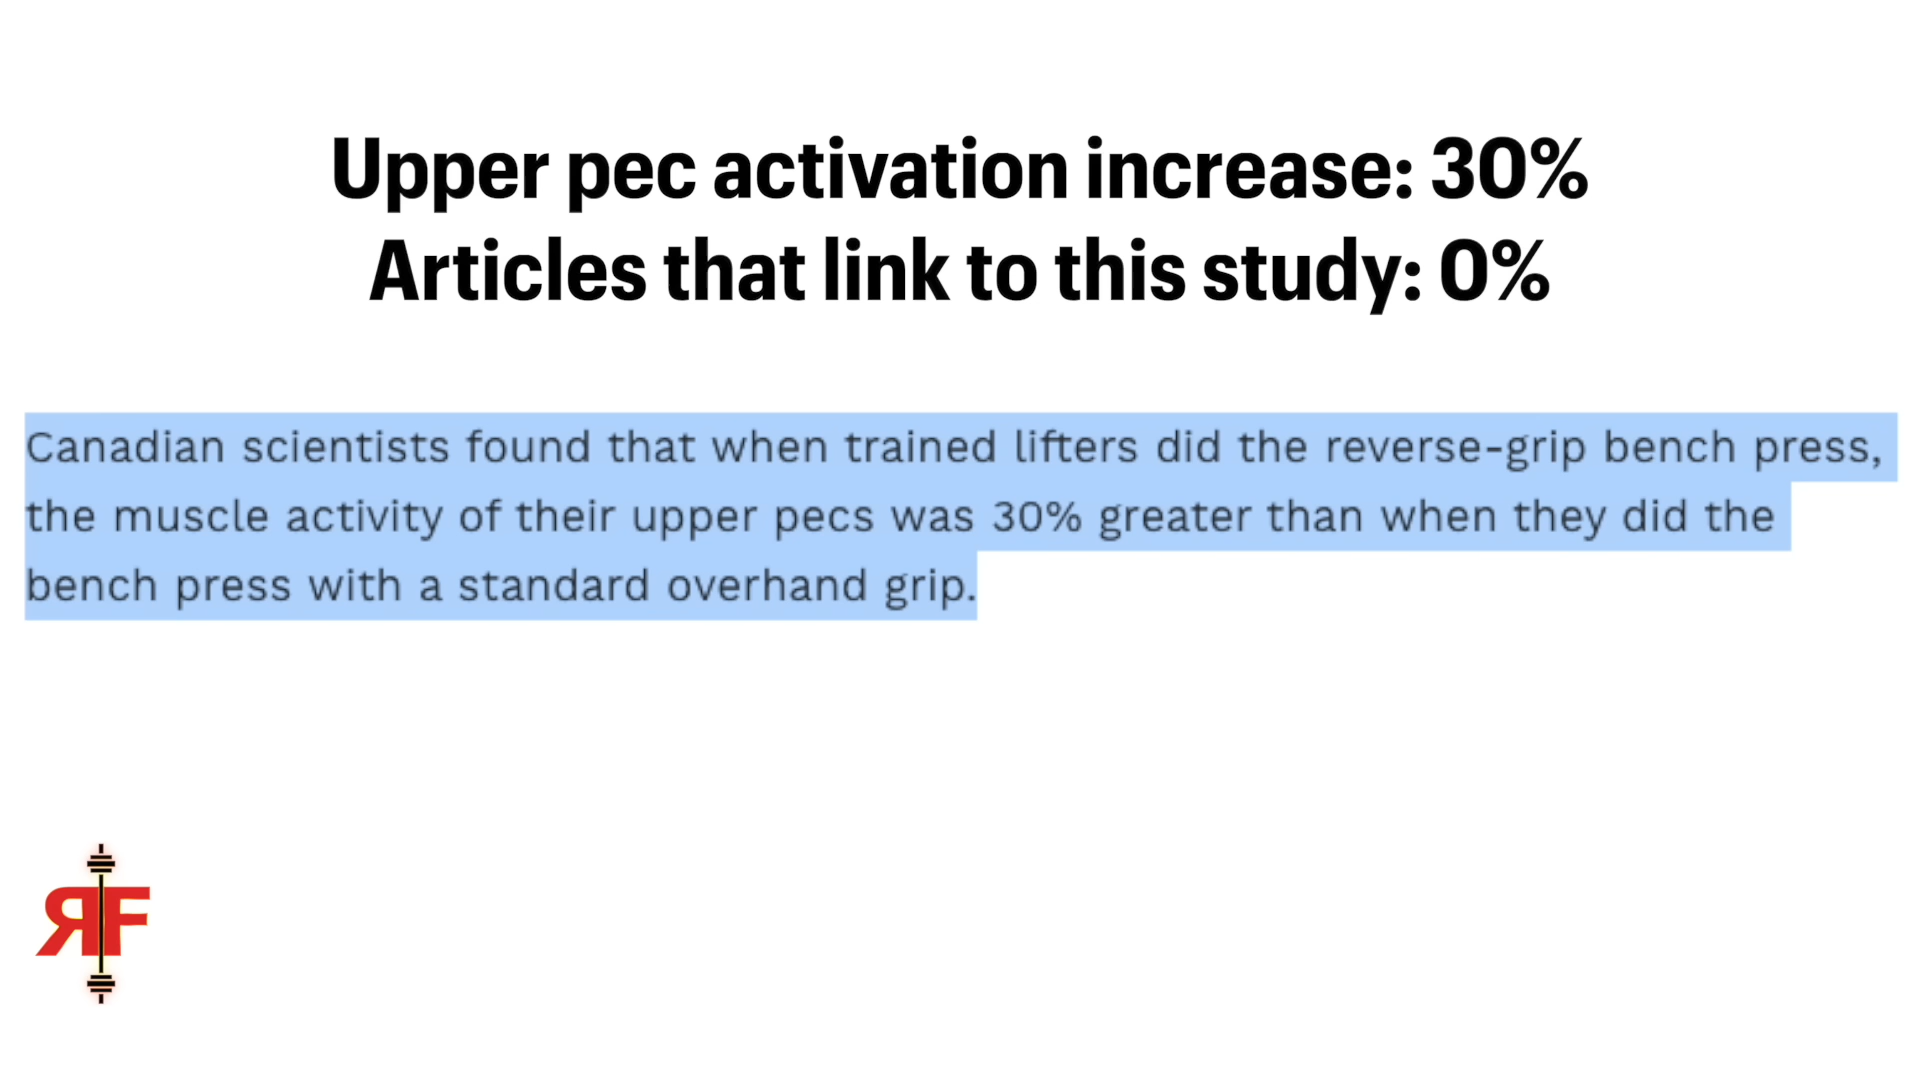 Upper pec activation increase: 30%
Articles that link to this study: 0%
Canadian scientists found that when trained lifters did the reverse-grip bench press,
the muscle activity of their upper pecs was 30% greater than when they did the
bench press with a standard overhand grip.
ЯF